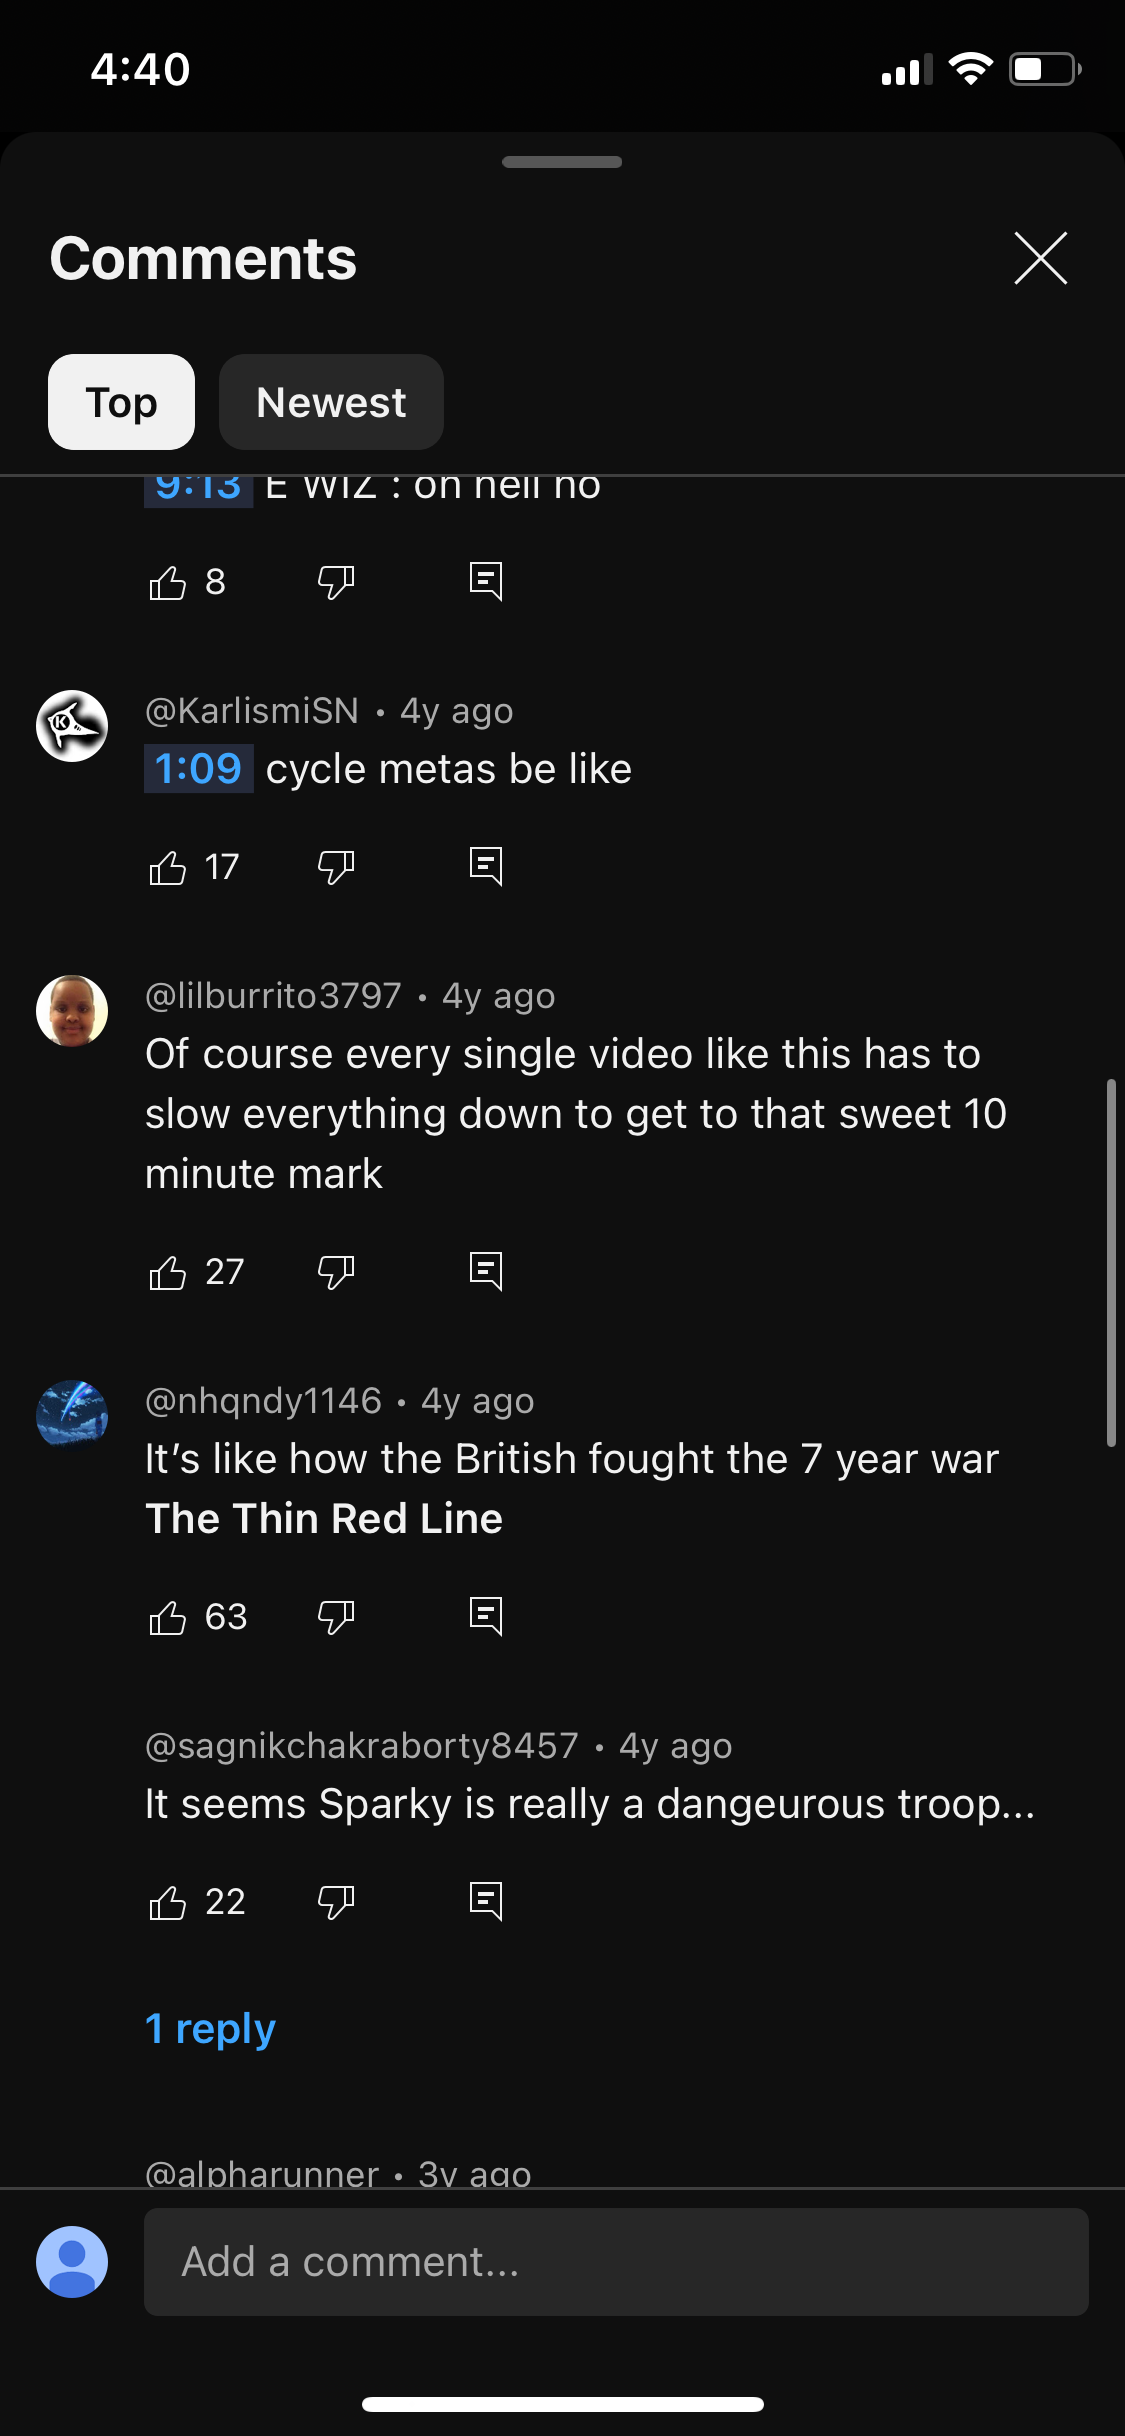 4:40
Comments
Top Newest
9:13 E WIZ : oh hell no
8
@KarlismiSN • 4y ago
1:09 cycle metas be like
17
@lilburrito3797 • 4y ago
Of course every single video like this has to
slow everything down to get to that sweet 10
minute mark
27
@nhqndy1146 • 4y ago
It's like how the British fought the 7 year war
The Thin Red Line
63
@sagnikchakraborty8457 • 4y ago
It seems Sparky is really a dangeurous troop...
22
1 reply
@alpharunner • 3y ago
Add a comment...